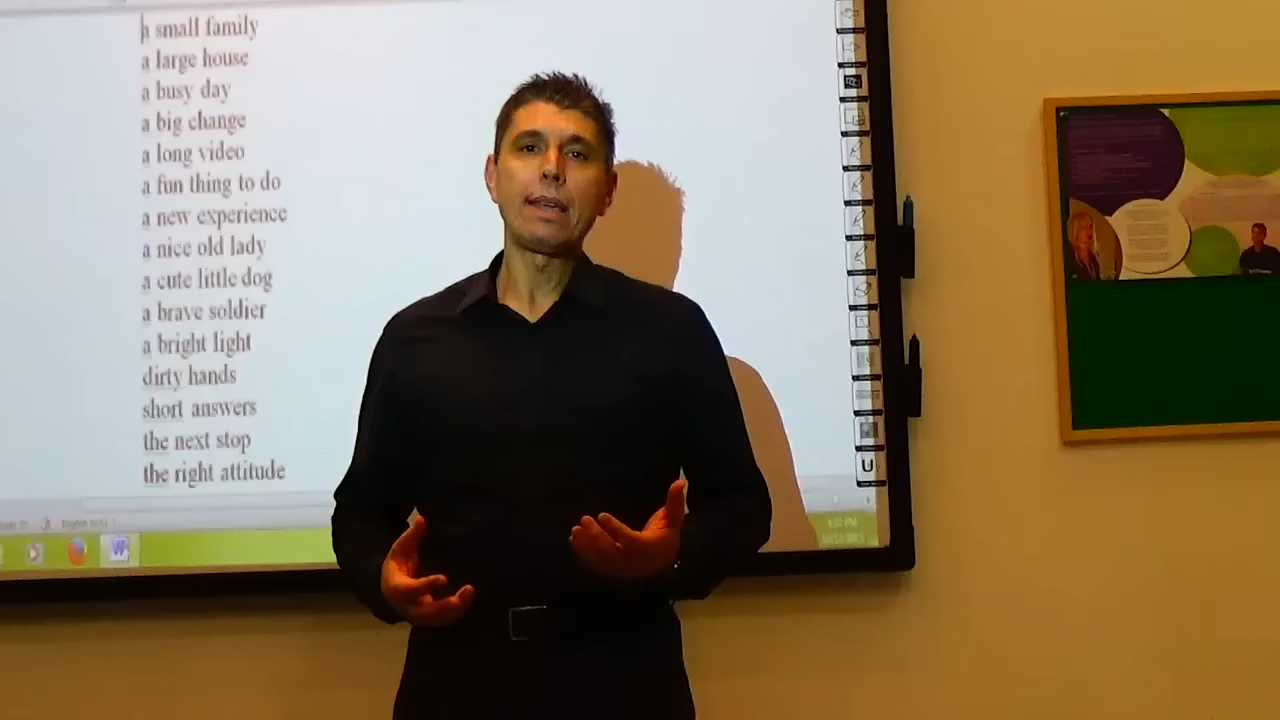 a small family
a large house
a busy day
a big change
a long video
a fun thing to do
a new experience
a nice old lady
a cute little dog
a brave soldier
a bright light
dirty hands
short answers
the next stop
the right attitude
U